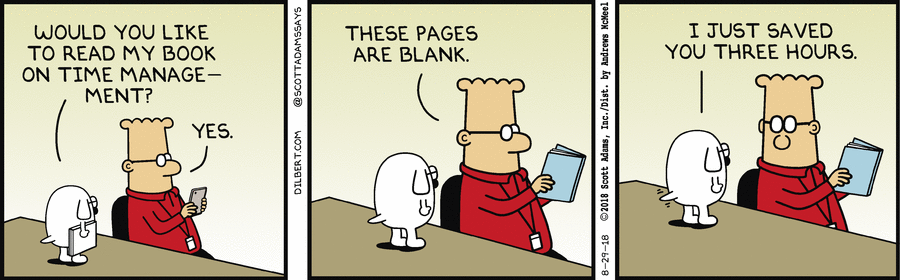 WOULD YOU LIKE
TO READ MY BOOK
ON TIME MANAGE-
MENT?
YES.
DILBERT.COM
@SCOTTADAMSSAYS
THESE PAGES
ARE BLANK.
8-29-18 ©2018 Scott Adams, Inc./Dist. by Andrews McMeel
I JUST SAVED
YOU THREE HOURS.